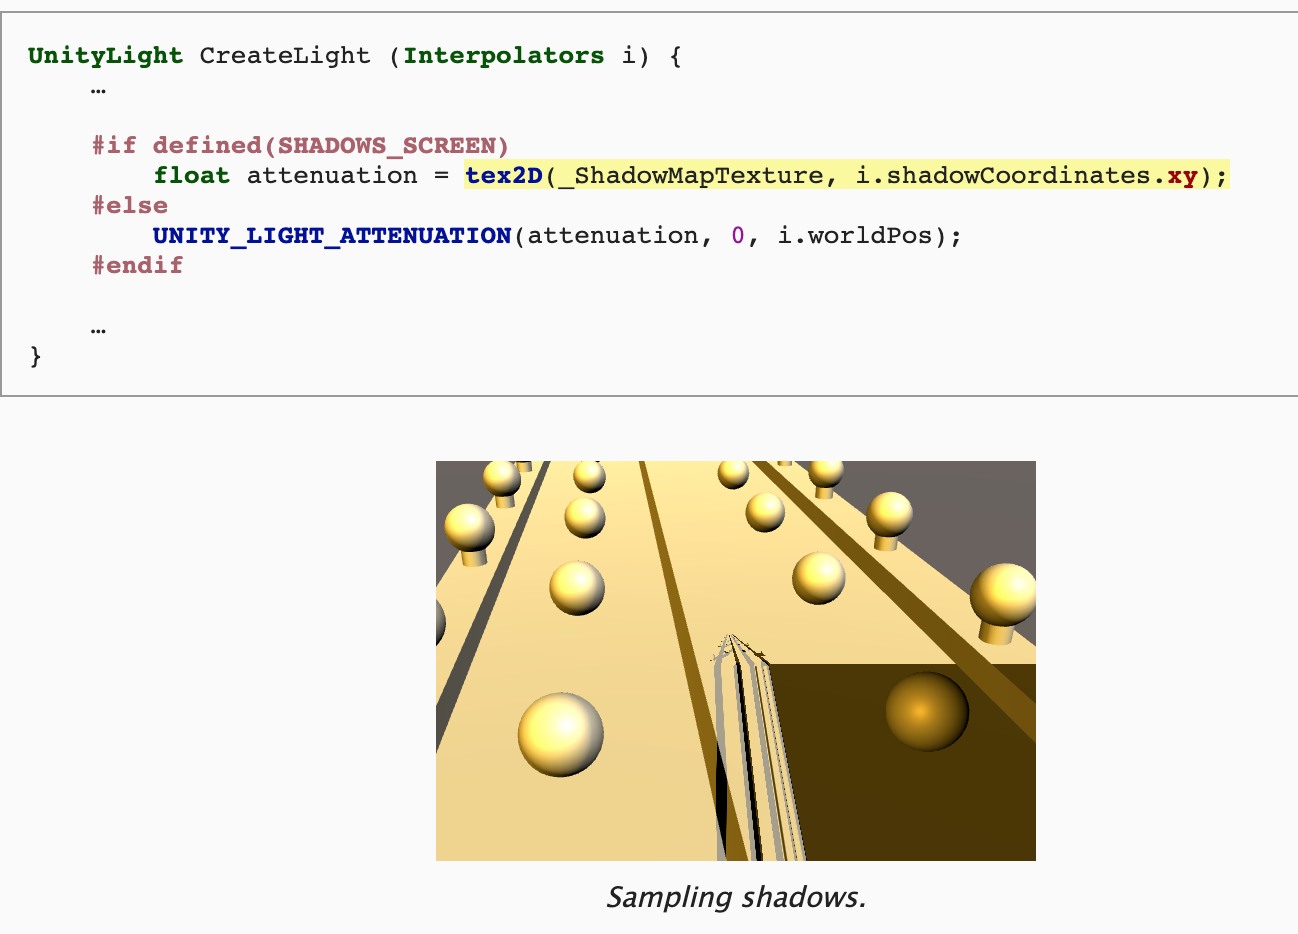 UnityLight CreateLight (Interpolators i) {
…
#if defined(SHADOWS_SCREEN)
float attenuation = tex2D(_ShadowMapTexture, i.shadowCoordinates.xy);
#else
UNITY_LIGHT_ATTENUATION(attenuation, 0, i.worldPos);
#endif
…
}
Sampling shadows.